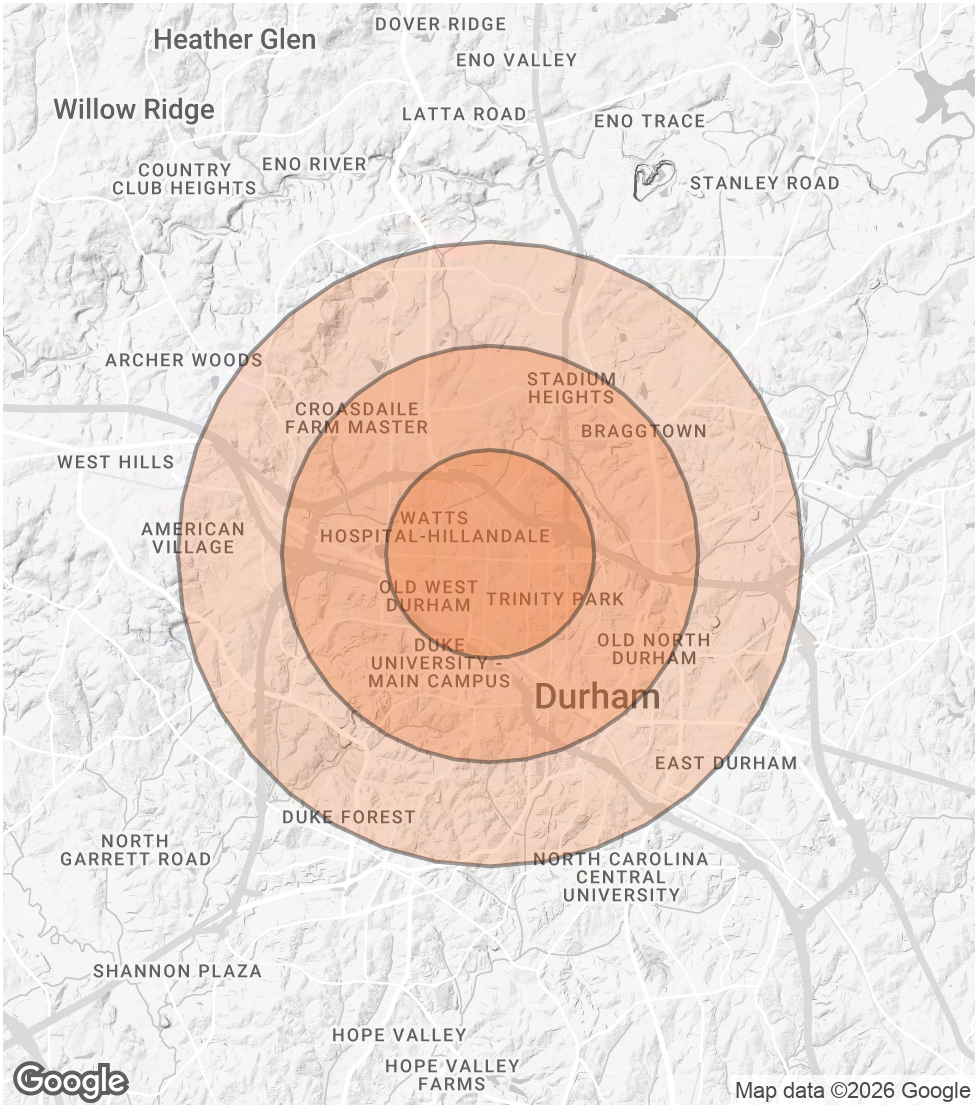 DOVER RIDGE
Heather Glen
ENO VALLEY
Willow Ridge
LATTA ROAD
ENO TRACE
ENO RIVER
COUNTRY
CLUB HEIGHTS
STANLEY ROAD
ARCHER WOODS
STADIUM
HEIGHTS
CROASDAILE
FARM MASTER
BRAGGTOWN
WEST HILLS
WATTS
HOSPITAL-HILLANDALE
AMERICAN
VILLAGE
OLD WEST
DURHAM
TRINITY PARK
OLD NORTH
DURHAM
DUKE
UNIVERSITY -
MAIN CAMPUS
Durham
EAST DURHAM
DUKE FOREST
NORTH
GARRETT ROAD
NORTH CAROLINA
CENTRAL
UNIVERSITY
SHANNON PLAZA
HOPE VALLEY
HOPE VALLEY
FARMS
Google
Map data ©2026 Google